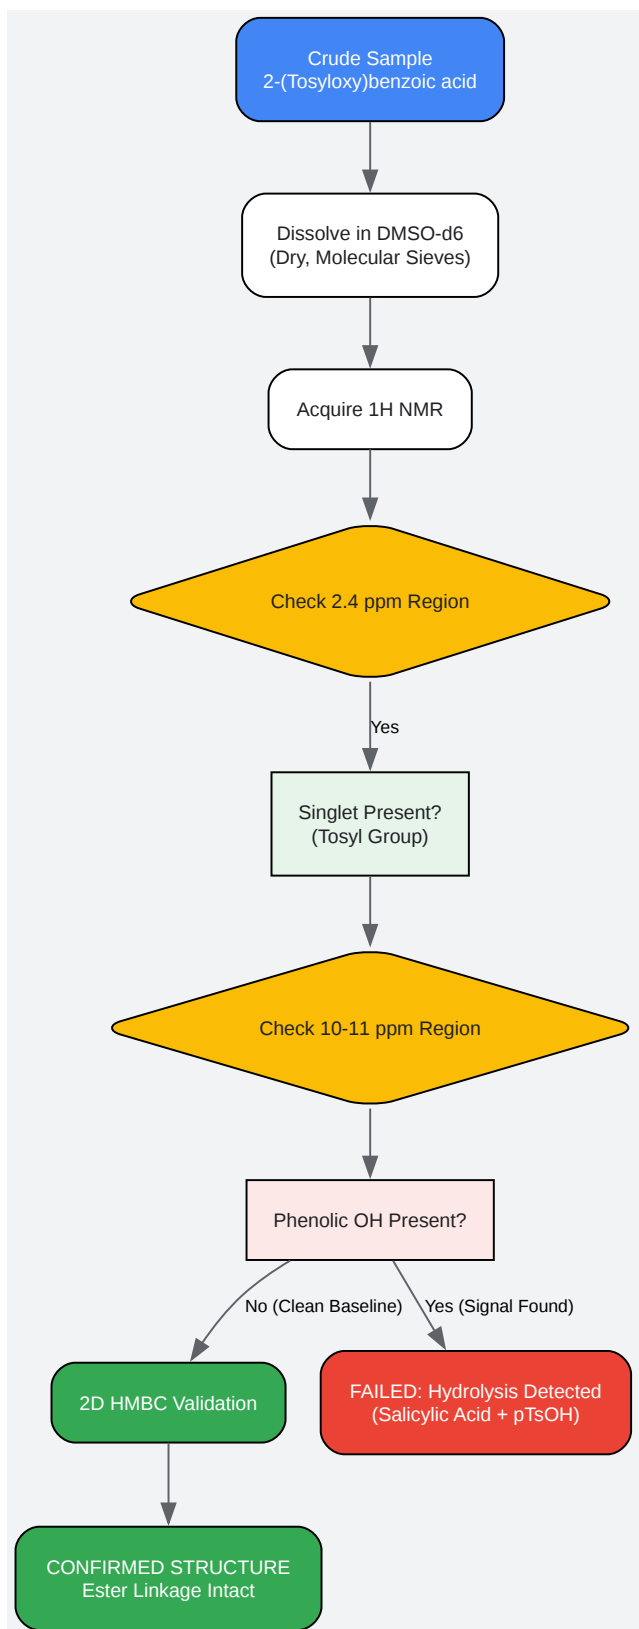 Crude Sample
2-(Tosyloxy)benzoic acid
Dissolve in DMSO-d6
(Dry, Molecular Sieves)
Acquire 1H NMR
Check 2.4 ppm Region
Yes
Singlet Present?
(Tosyl Group)
Check 10-11 ppm Region
Phenolic OH Present?
No (Clean Baseline)
Yes (Signal Found)
2D HMBC Validation
FAILED: Hydrolysis Detected
(Salicylic Acid + pTsOH)
CONFIRMED STRUCTURE
Ester Linkage Intact